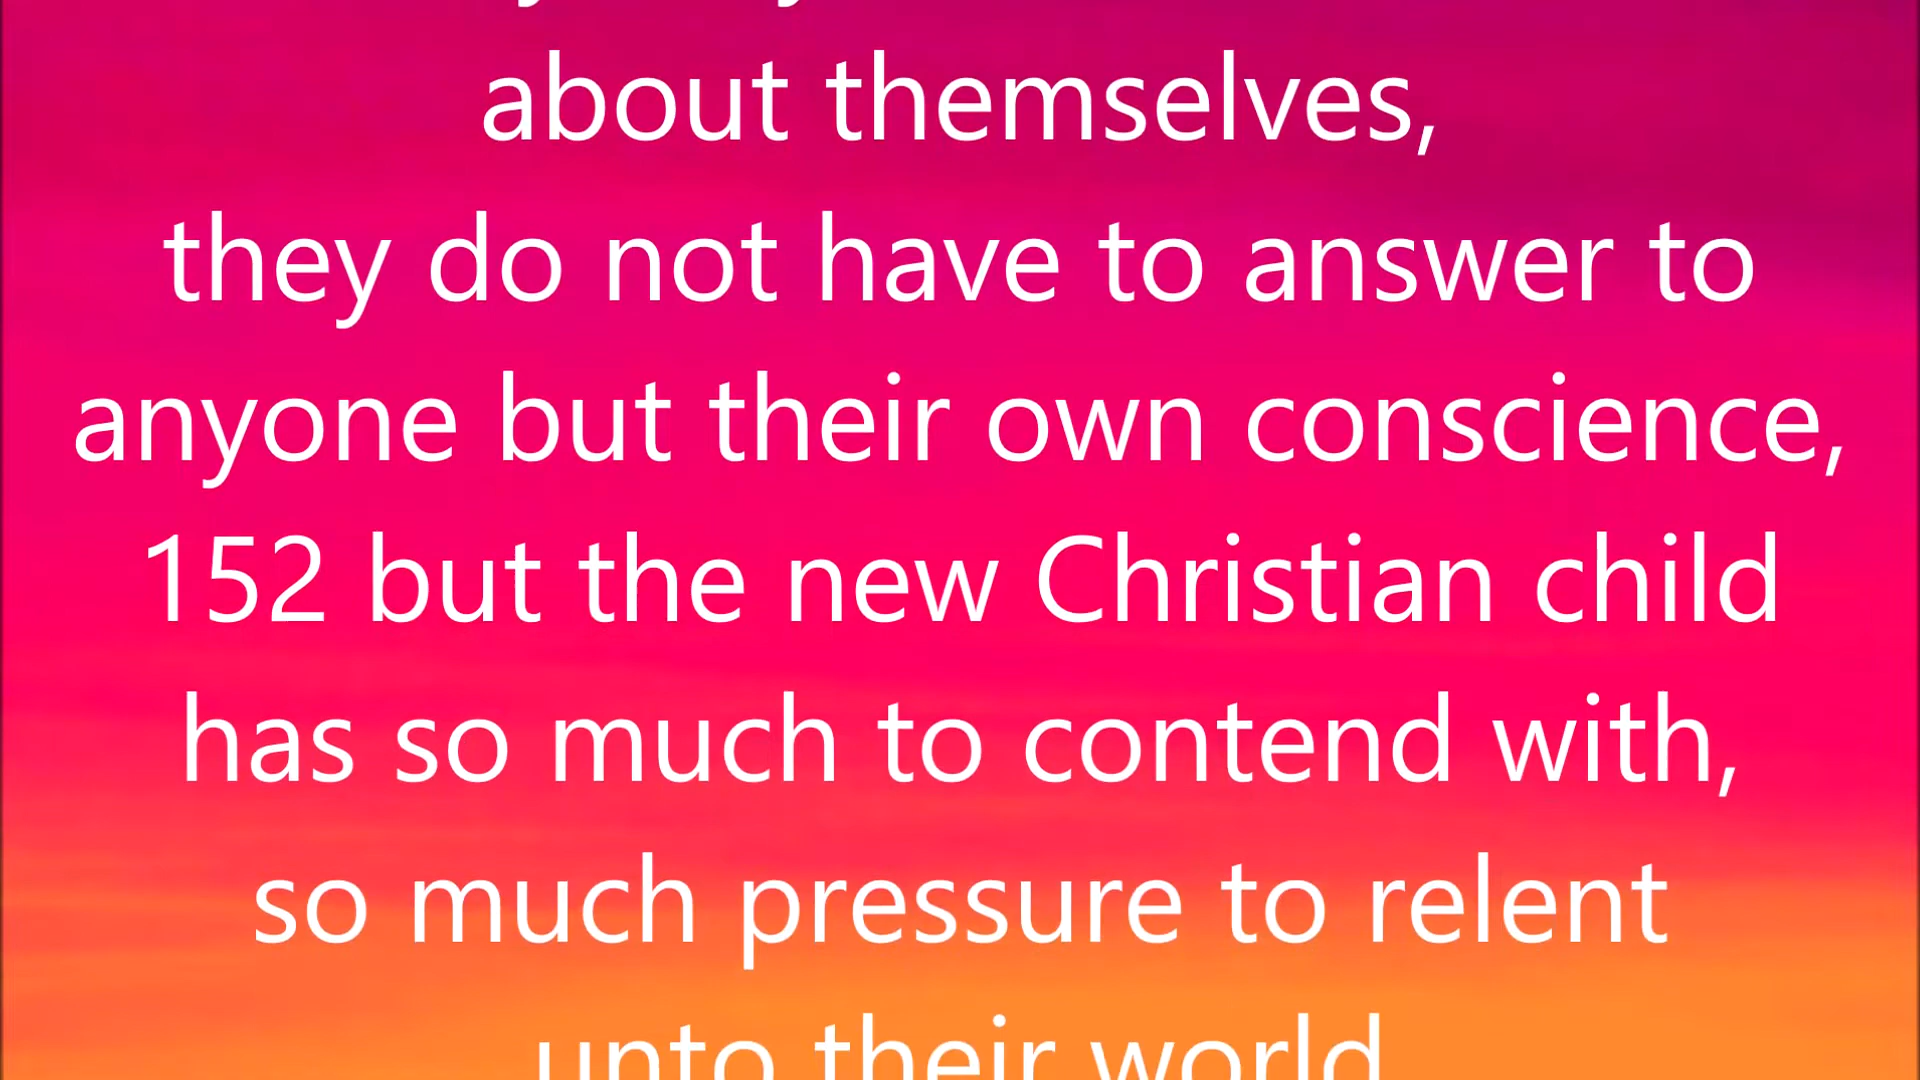 about themselves,
they do not have to answer to
anyone but their own conscience,
152 but the new Christian child
has so much to contend with,
so much pressure to relent
unto their world